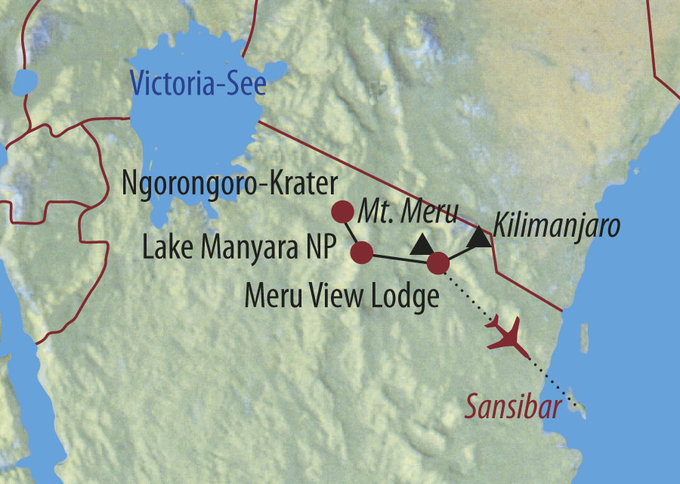 Victoria-See
Ngorongoro-Krater
Mt. Meru
Kilimanjaro
Lake Manyara NP
Meru View Lodge
Sansibar